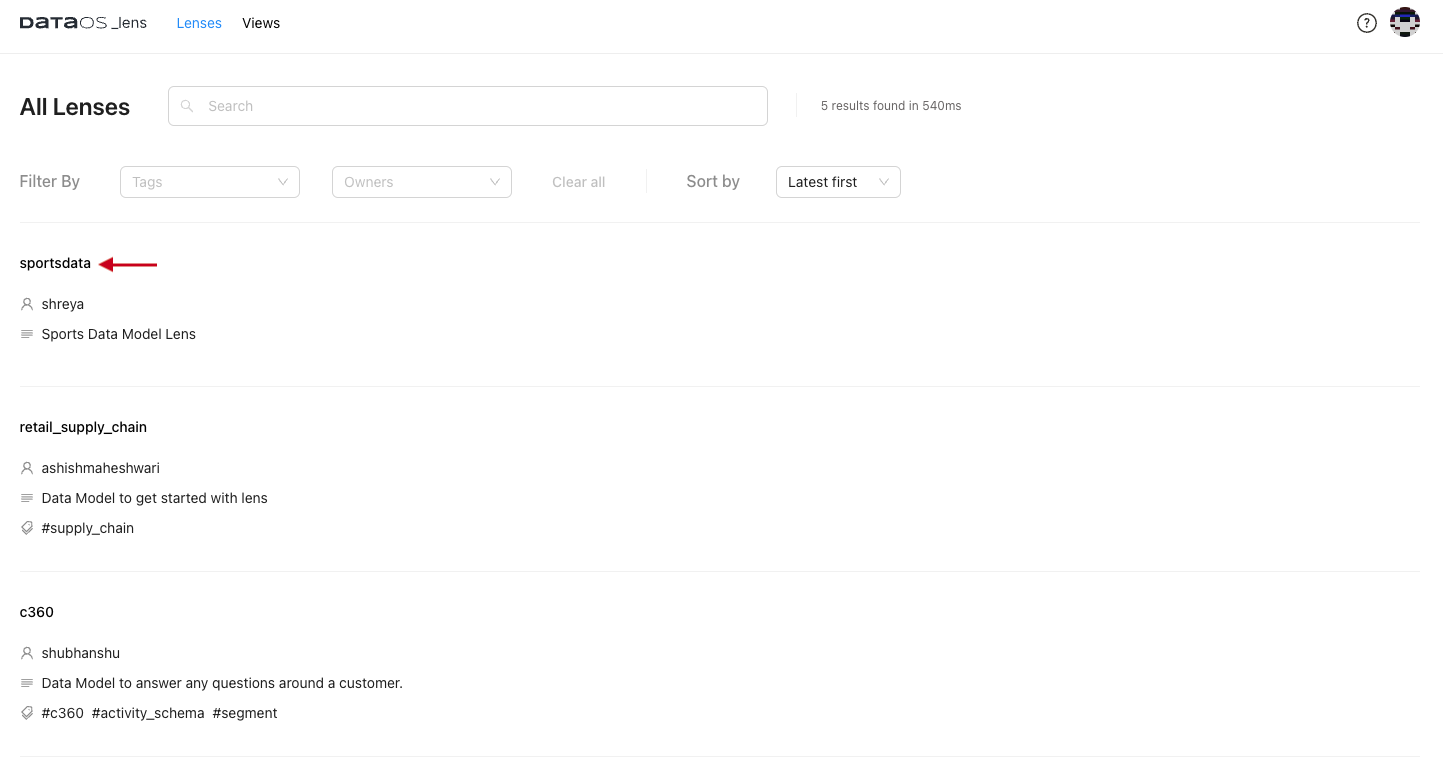 DATAOS_lens Lenses Views ?
All Lenses Search 5 results found in 540ms
Filter By Tags Owners Clear all Sort by Latest first
sportsdata
shreya
Sports Data Model Lens
retail_supply_chain
ashishmaheshwari
Data Model to get started with lens
#supply_chain
c360
shubhanshu
Data Model to answer any questions around a customer.
#c360 #activity_schema #segment